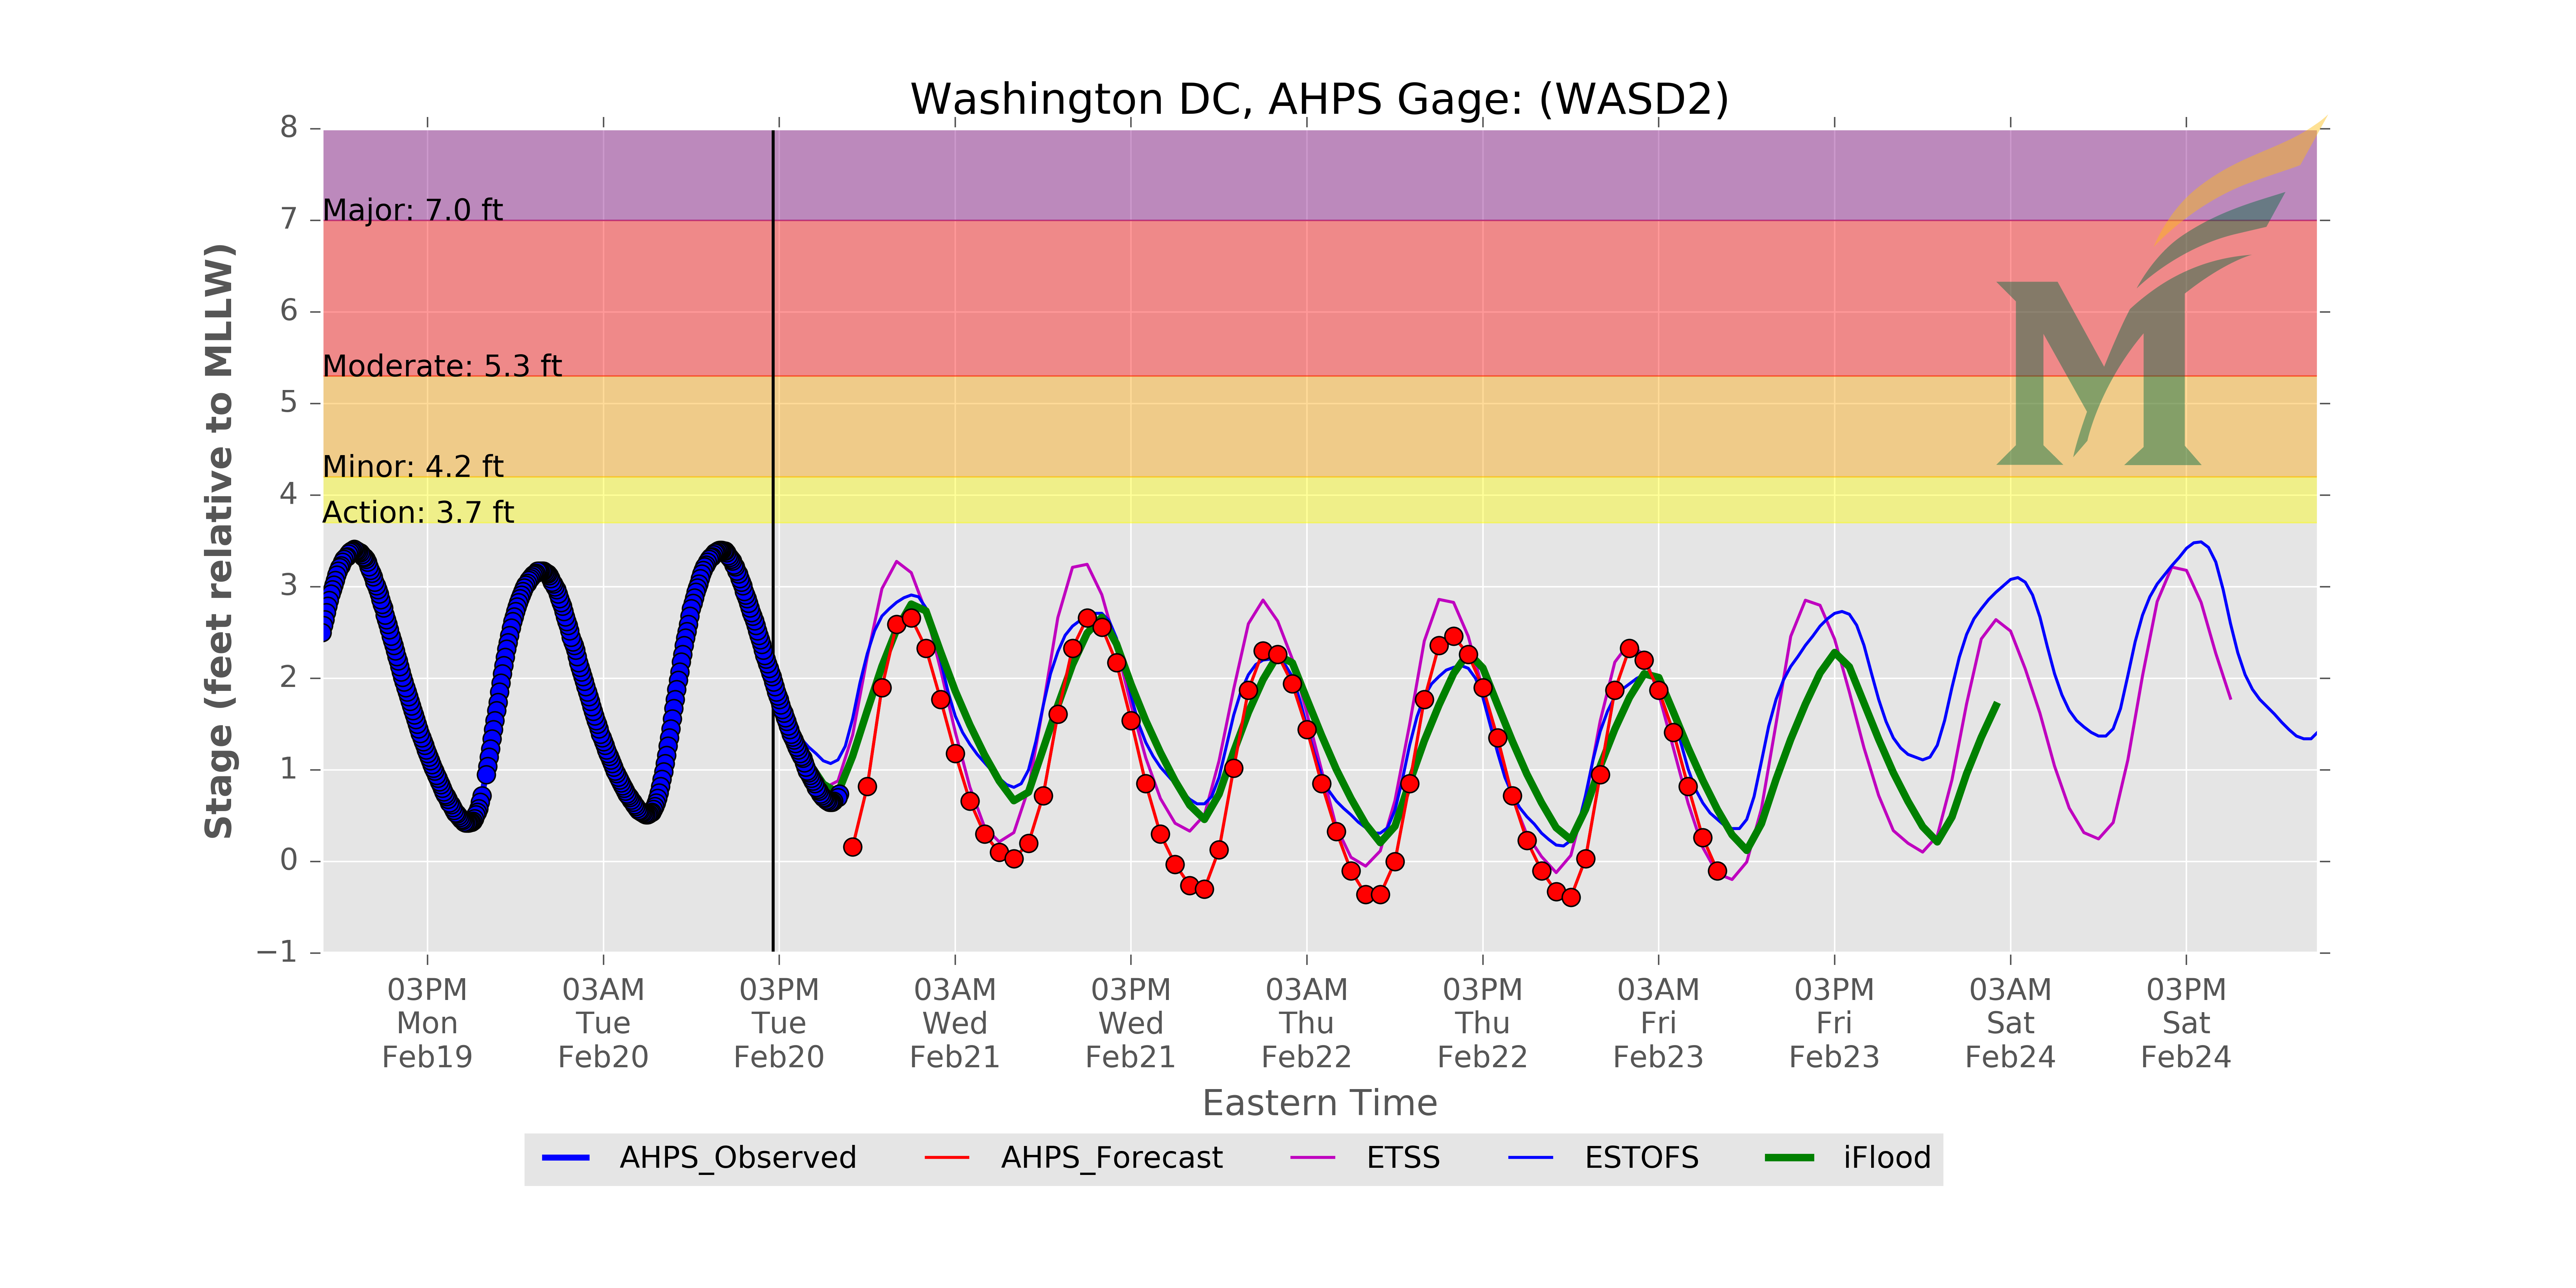 Washington DC, AHPS Gage: (WASD2)
Stage (feet relative to MLLW)
8
7
6
5
4
3
2
1
0
−1
Major: 7.0 ft
Moderate: 5.3 ft
Minor: 4.2 ft
Action: 3.7 ft
M
03PM 03AM 03PM 03AM 03PM 03AM 03PM 03AM 03PM 03AM 03PM
Mon Tue Tue Wed Wed Thu Thu Fri Fri Sat Sat
Feb19 Feb20 Feb20 Feb21 Feb21 Feb22 Feb22 Feb23 Feb23 Feb24 Feb24
Eastern Time
AHPS_Observed AHPS_Forecast ETSS ESTOFS iFlood